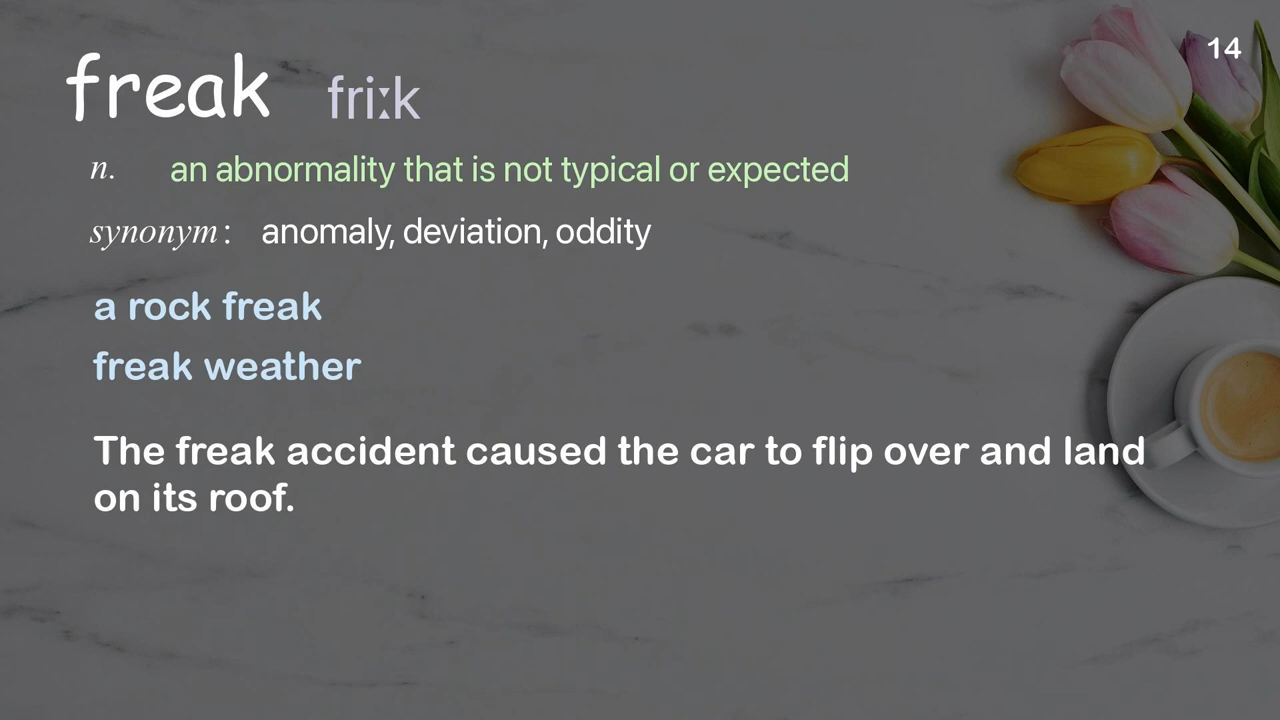 14
freak friːk
n. an abnormality that is not typical or expected
synonym : anomaly, deviation, oddity
a rock freak
freak weather
The freak accident caused the car to flip over and land
on its roof.